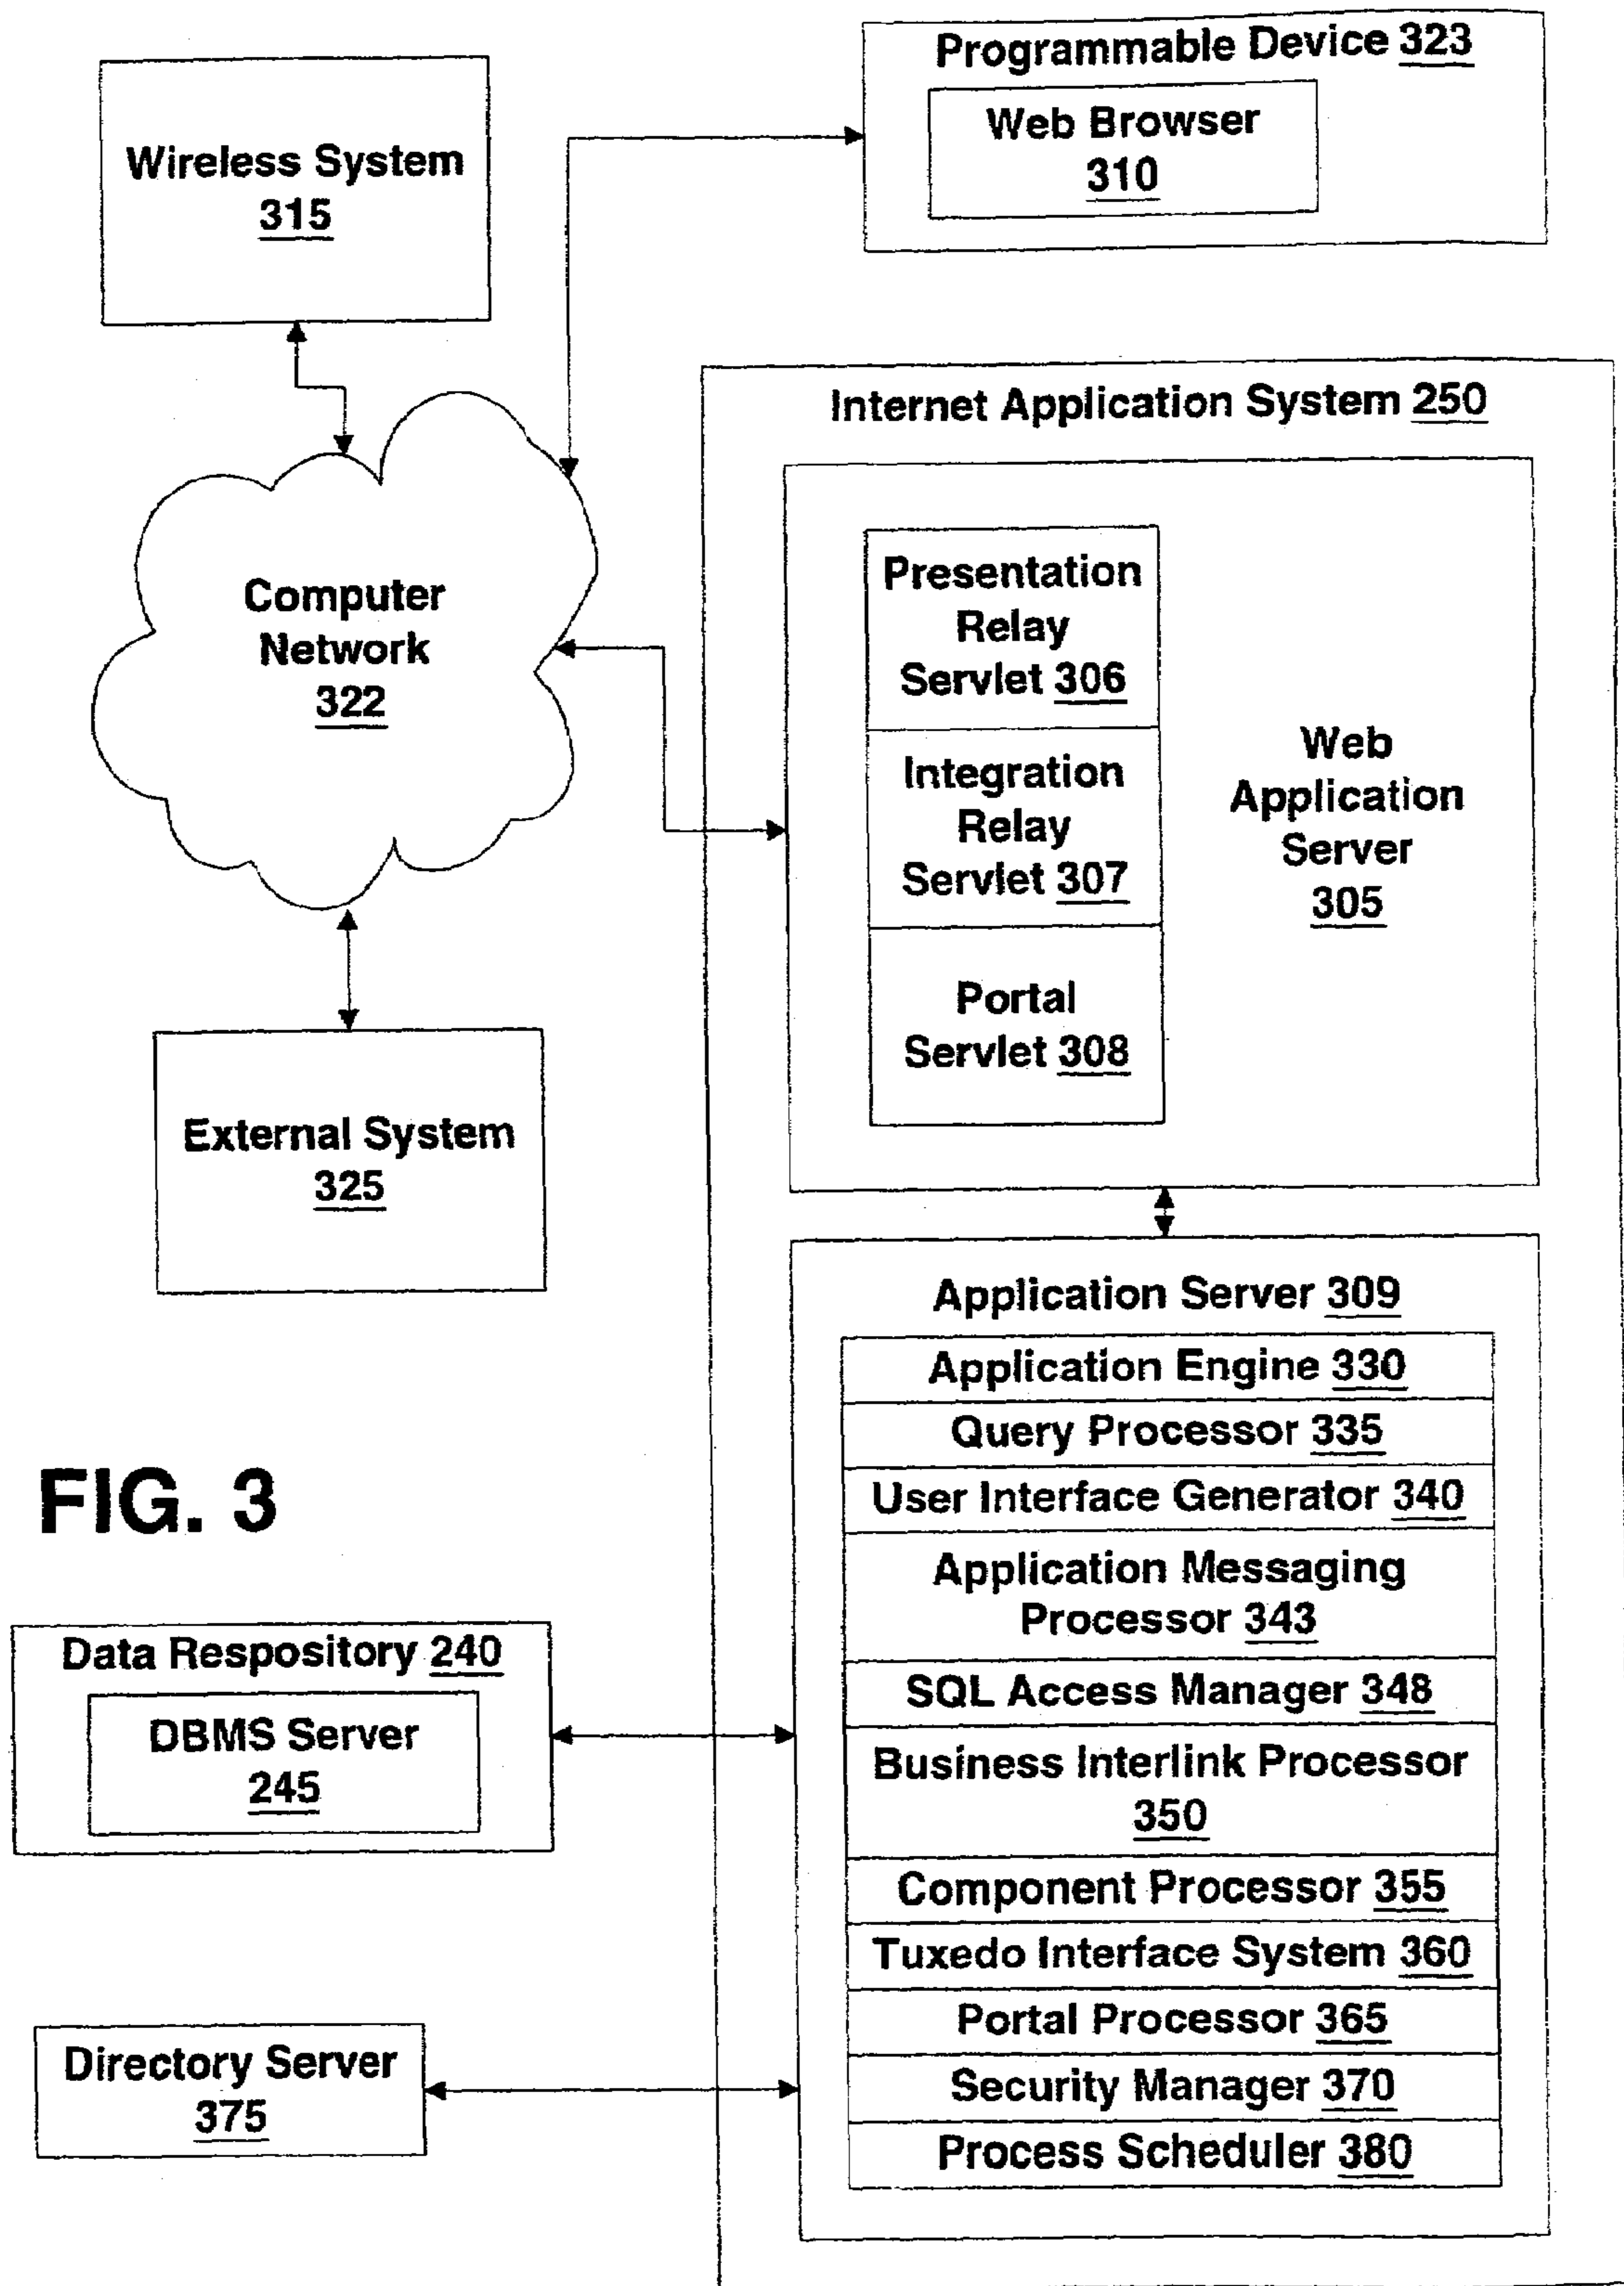 Programmable Device 323
Web Browser
310
Wireless System
315
Internet Application System 250
Presentation
Relay
Servlet 306
Computer
Network
322
Integration
Relay
Servlet 307
Web
Application
Server
305
Portal
Servlet 308
External System
325
Application Server 309
Application Engine 330
Query Processor 335
User Interface Generator 340
FIG. 3
Application Messaging
Processor 343
Data Respository 240
DBMS Server
245
SQL Access Manager 348
Business Interlink Processor
350
Component Processor 355
Tuxedo Interface System 360
Portal Processor 365
Directory Server
375
Security Manager 370
Process Scheduler 380